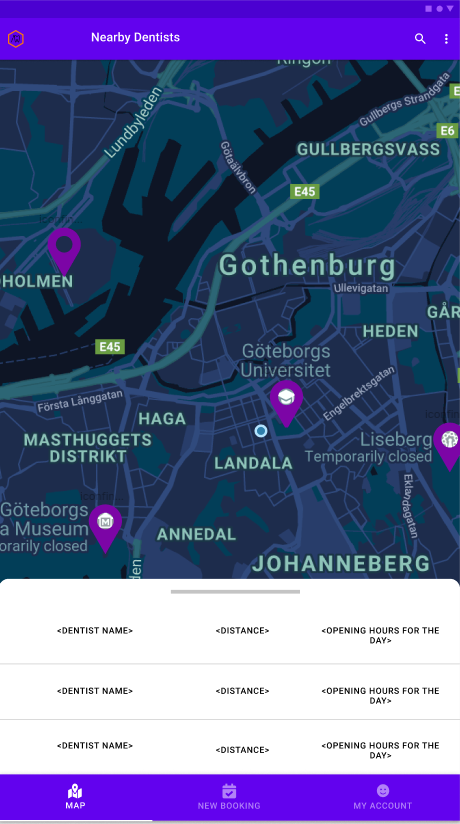 Nearby Dentists
Ringön
Lundbyleden
Gullbergs Strandgata
E6
GULLBERGSVASS
Götaälvbron
E45
HOLMEN
Gothenburg
Ullevigatan
GÅR
HEDEN
E45
Göteborgs
Universitet
Första Långgatan
Engelbrektsgatan
HAGA
MASTHUGGETS
DISTRIKT
Liseberg
Temporarily closed
LANDALA
Göteborgs
a Museum
orarily closed
Eklandagatan
ANNEDAL
JOHANNEBERG
den
<DENTIST NAME>
<DISTANCE>
<OPENING HOURS FOR THE
DAY>
<DENTIST NAME>
<DISTANCE>
<OPENING HOURS FOR THE
DAY>
<DENTIST NAME>
<DISTANCE>
<OPENING HOURS FOR THE
DAY>
MAP
NEW BOOKING
MY ACCOUNT